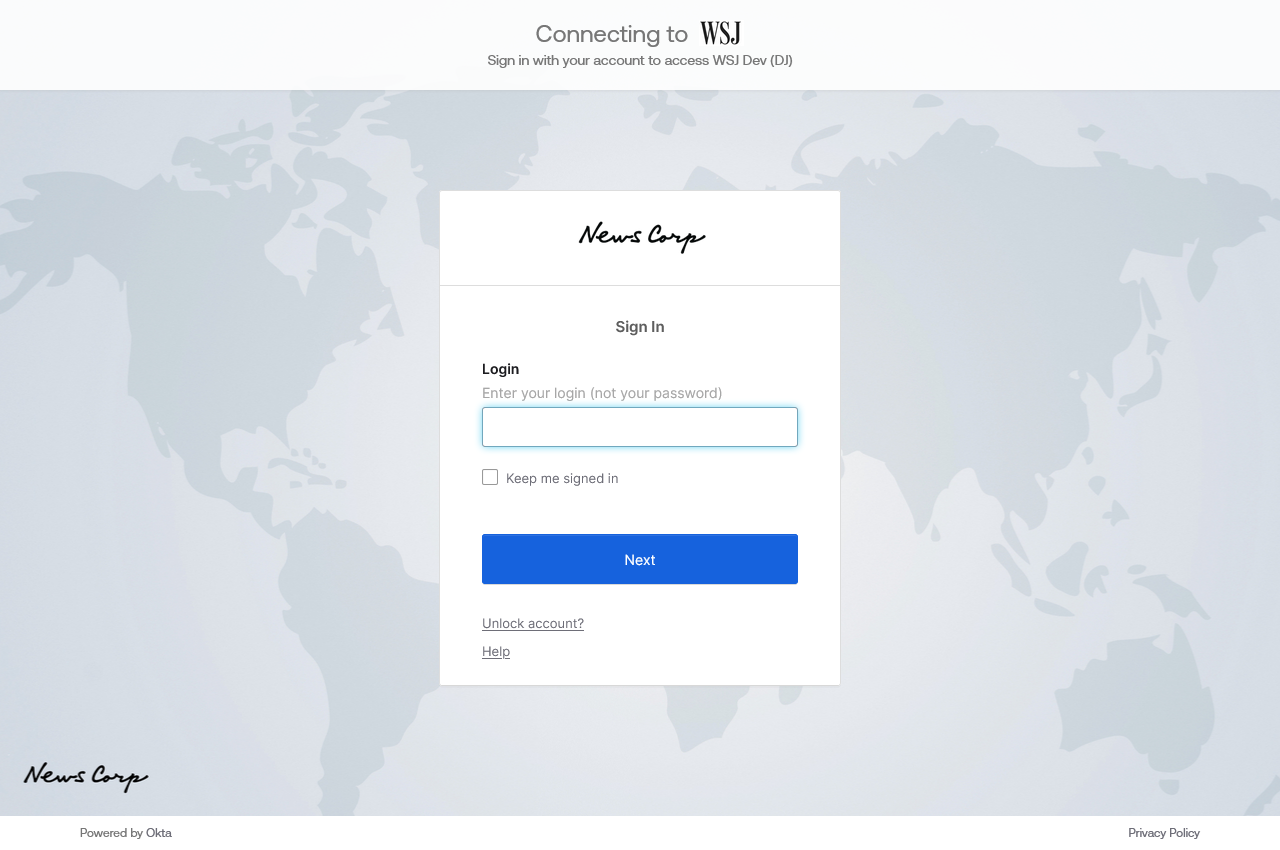 Connecting to WSJ
Sign in with your account to access WSJ Dev (DJ)
News Corp
Sign In
Login
Enter your login (not your password)
Keep me signed in
Next
Unlock account?
Help
News Corp
Powered by Okta
Privacy Policy